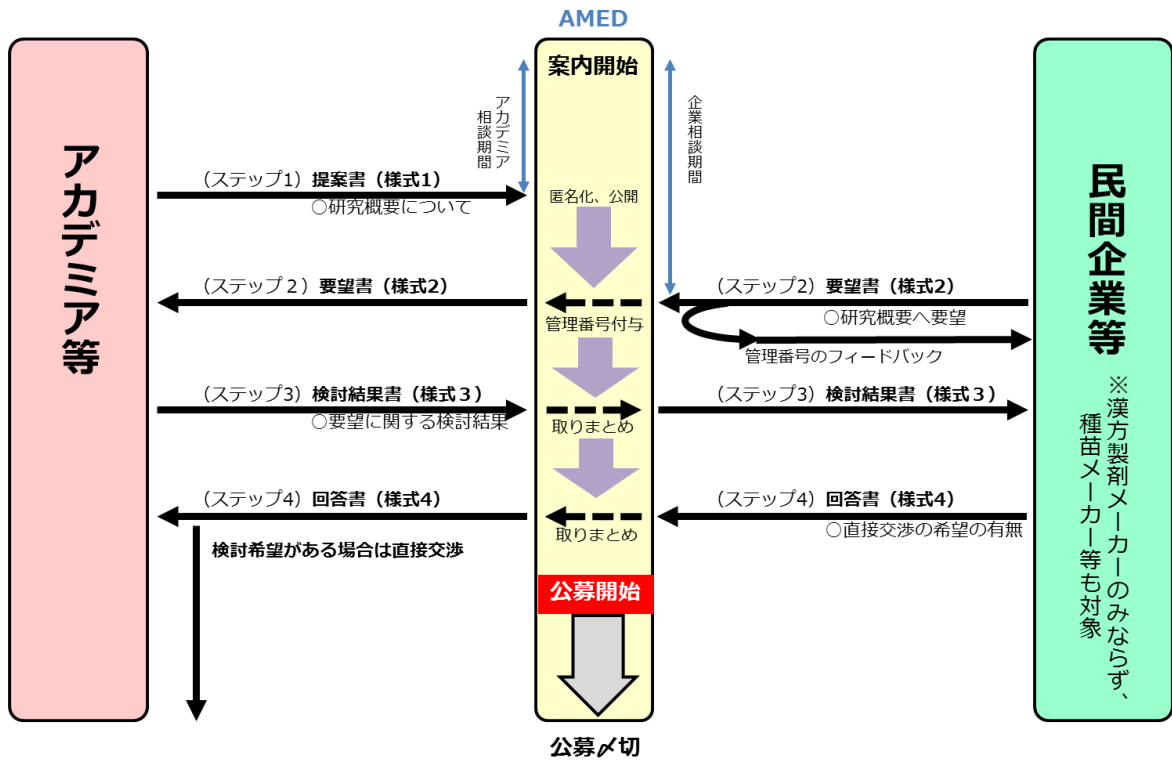 AMED
案内開始
アカデミア
相談期間
企業相談期間
アカデミア等
民間企業等
※漢方製剤メーカーのみならず、
種苗メーカー等も対象
(ステップ1) 提案書（様式1）
○研究概要について
匿名化、公開
(ステップ２) 要望書（様式2）
管理番号付与
(ステップ2) 要望書（様式2）
○研究概要へ要望
管理番号のフィードバック
(ステップ3) 検討結果書（様式３）
○要望に関する検討結果
取りまとめ
(ステップ3) 検討結果書（様式３）
(ステップ4) 回答書（様式4）
取りまとめ
(ステップ4) 回答書（様式4）
○直接交渉の希望の有無
検討希望がある場合は直接交渉
公募開始
公募〆切